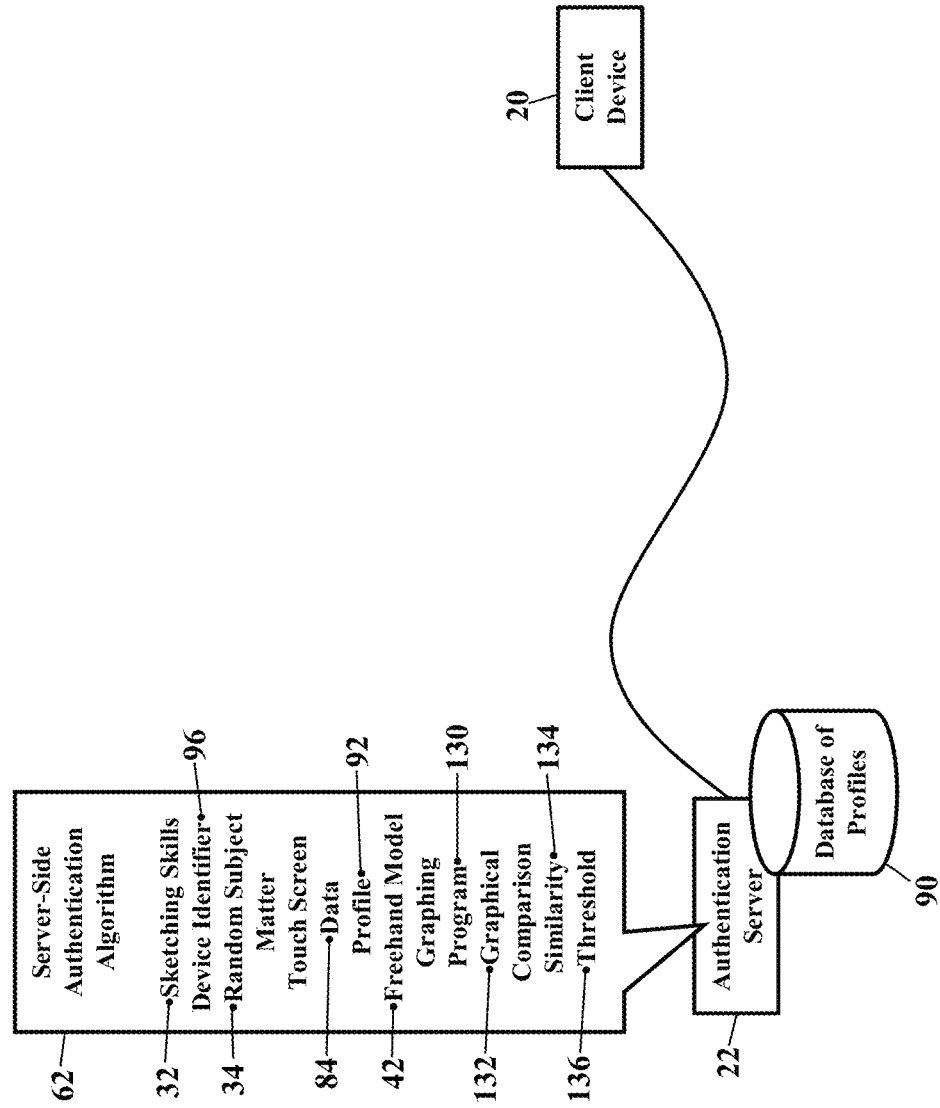 Server-Side
Authentication
Algorithm
62
32
Sketching Skills
Device Identifier
96
34
Random Subject
Matter
Touch Screen
84
Data
Profile
92
42
Freehand Model
Graphing
Program
130
132
Graphical
Comparison
Similarity
134
136
Threshold
22
Authentication
Server
Database of
Profiles
90
20
Client
Device